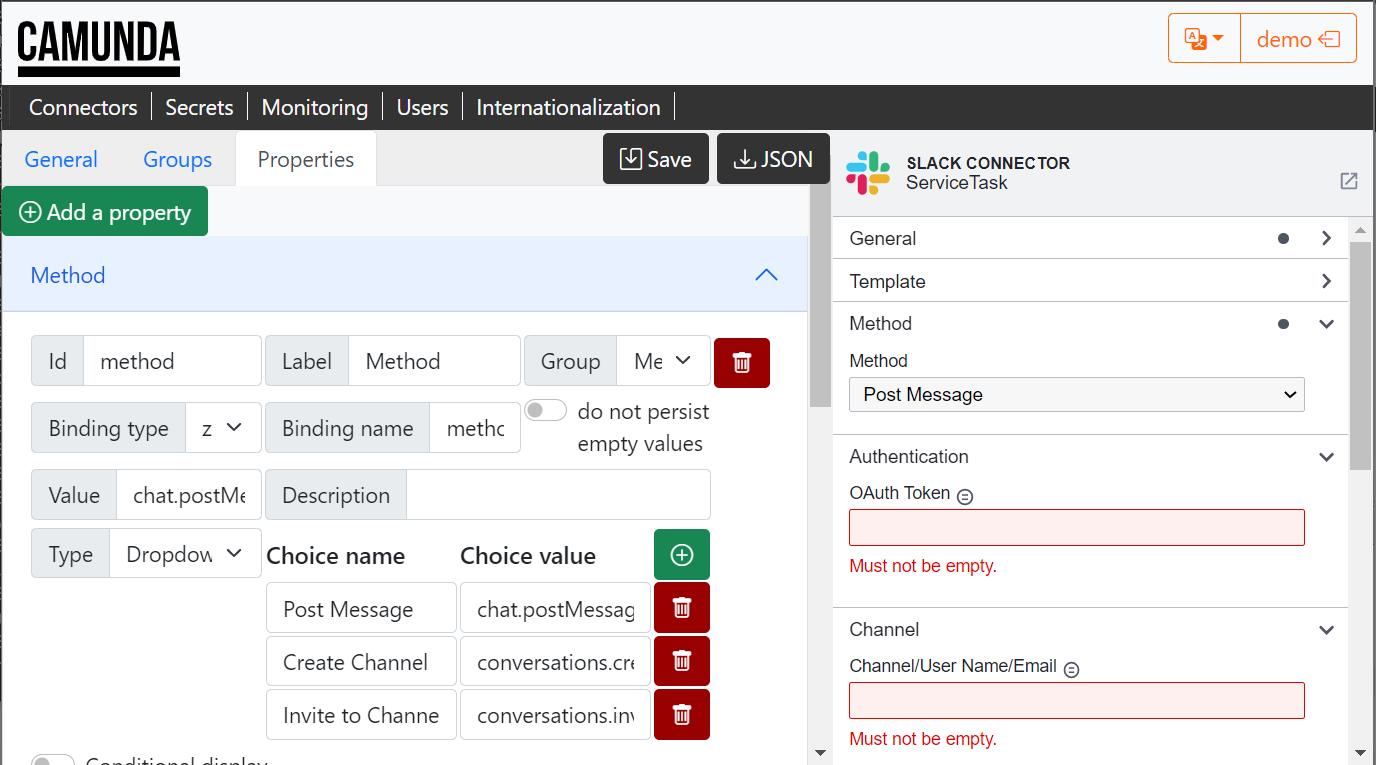 CAMUNDA
demo
Connectors
Secrets
Monitoring
Users
Internationalization
General
Groups
Properties
Save
JSON
Add a property
Method
Id
method
Label
Method
Group
Me
Binding type
z
Binding name
metho
do not persist
empty values
Value
chat.postMe
Description
Type
Dropdow
Choice name
Choice value
Post Message
chat.postMessag
Create Channel
conversations.cre
Invite to Channe
conversations.inv
Conditional display
SLACK CONNECTOR
ServiceTask
General
Template
Method
Method
Post Message
Authentication
OAuth Token
Must not be empty.
Channel
Channel/User Name/Email
Must not be empty.